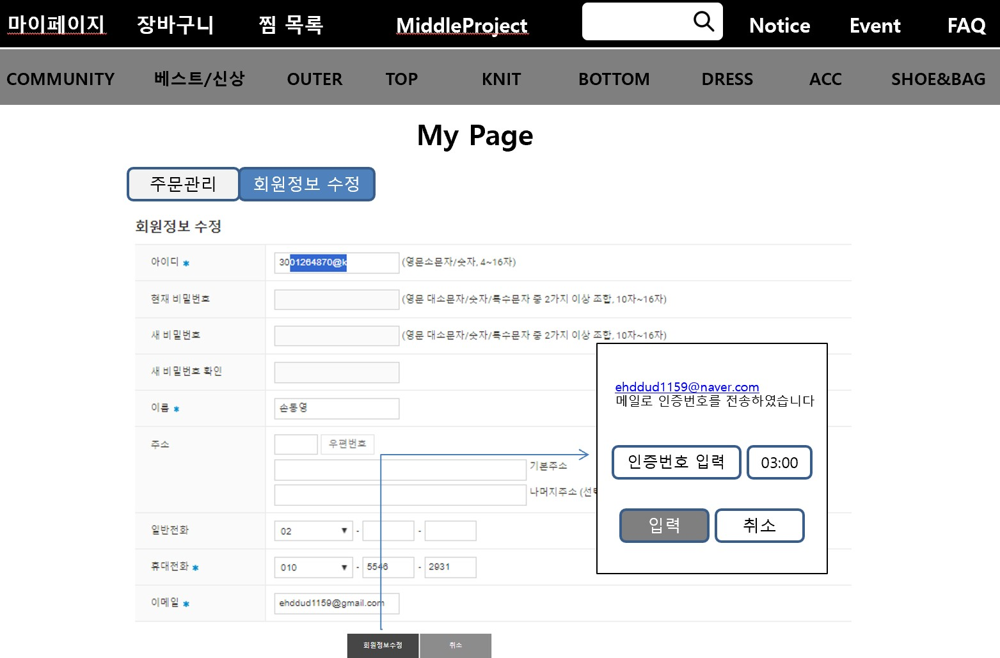 마이페이지 장바구니 찜 목록 MiddleProject Notice Event FAQ
COMMUNITY 베스트/신상 OUTER TOP KNIT BOTTOM DRESS ACC SHOE&BAG
My Page
주문관리 회원정보 수정
회원정보 수정
아이디 * 3001264870@k (영문소문자/숫자, 4~16자)
현재 비밀번호 (영문 대소문자/숫자/특수문자 중 2가지 이상 조합, 10자~16자)
새 비밀번호 (영문 대소문자/숫자/특수문자 중 2가지 이상 조합, 10자~16자)
새 비밀번호 확인
이름 * 손동영
주소 우편번호
기본주소
나머지주소 (선택
일반전화 02 ▼ - -
휴대전화 * 010 ▼ - 5546 - 2931
이메일 * ehddud1159@gmail.com
회원정보수정 취소
ehddud1159@naver.com
메일로 인증번호를 전송하였습니다
인증번호 입력 03:00
입력 취소